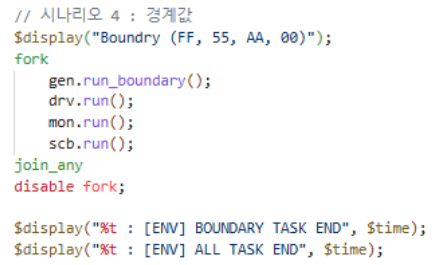 // 시나리오 4 : 경계값
$display("Boundry (FF, 55, AA, 00)");
fork
    gen.run_boundary();
    drv.run();
    mon.run();
    scb.run();
join_any
disable fork;

$display("%t : [ENV] BOUNDARY TASK END", $time);
$display("%t : [ENV] ALL TASK END", $time);